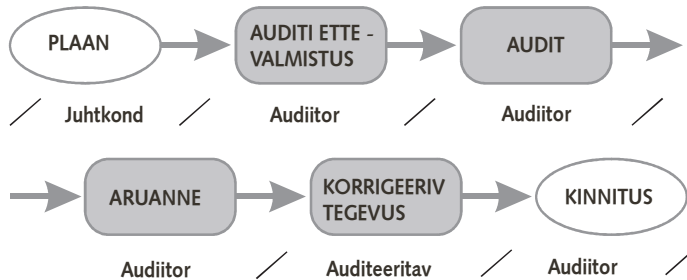 PLAAN
AUDITI ETTE -
VALMISTUS
AUDIT
Juhtkond
Audiitor
Audiitor
ARUANNE
KORRIGEERIV
TEGEVUS
KINNITUS
Audiitor
Auditeeritav
Audiitor